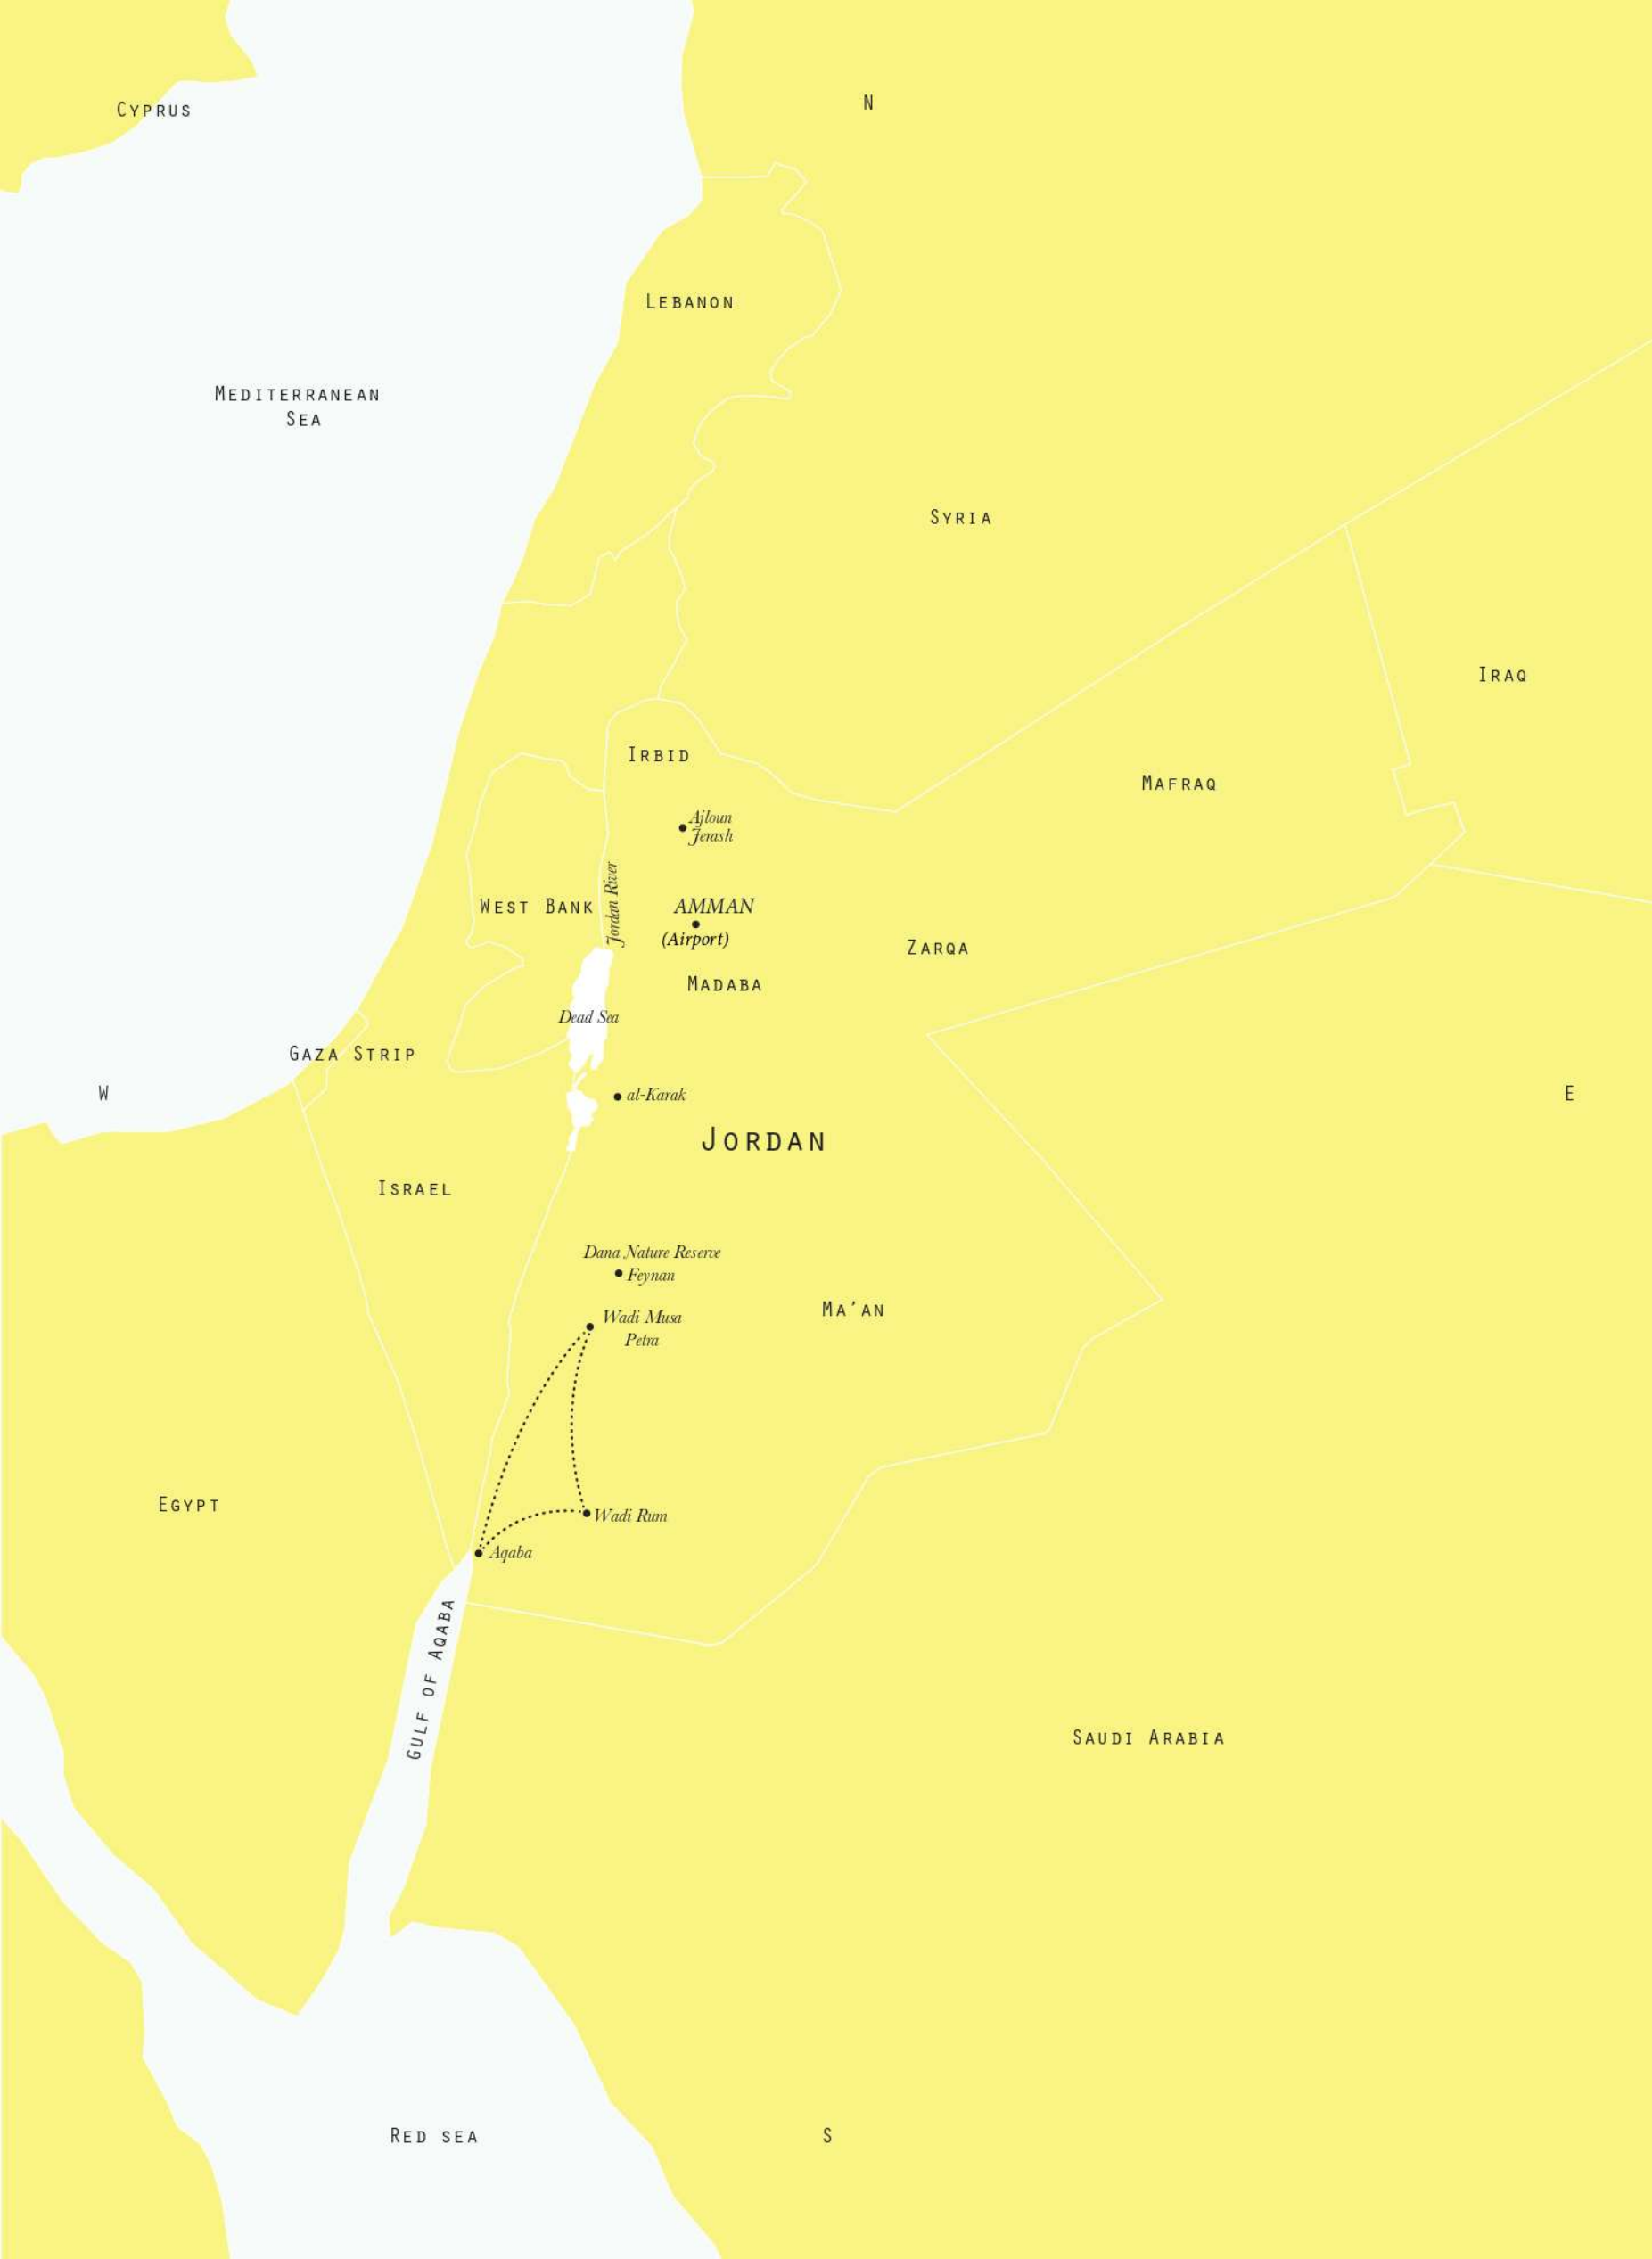 N
Cyprus
Lebanon
Mediterranean
Sea
Syria
Iraq
Irbid
Mafraq
Ajloun
Jerash
Jordan River
West Bank
AMMAN
(Airport)
Zarqa
Madaba
Dead Sea
Gaza Strip
W
al-Karak
E
Jordan
Israel
Dana Nature Reserve
Feynan
Ma'an
Wadi Musa
Petra
Egypt
Wadi Rum
Aqaba
Gulf of Aqaba
Saudi Arabia
Red sea
S